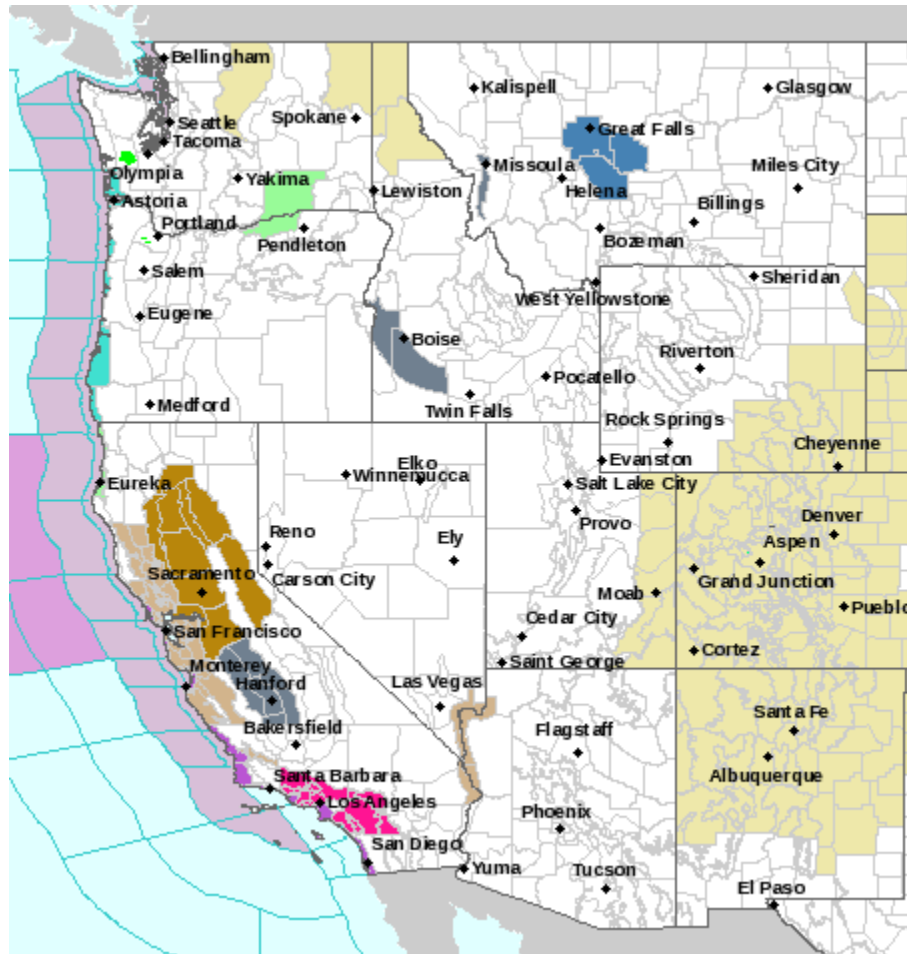 Bellingham
Kalispell
Glasgow
Seattle
Spokane
Great Falls
Tacoma
Olympia
Missoula
Miles City
Yakima
Helena
Lewiston
Astoria
Billings
Portland
Pendleton
Bozeman
Salem
Sheridan
West Yellowstone
Eugene
Boise
Riverton
Pocatello
Medford
Twin Falls
Rock Springs
Cheyenne
Elko
Evanston
Eureka
Winnemucca
Salt Lake City
Provo
Denver
Reno
Ely
Aspen
Sacramento
Carson City
Moab
Grand Junction
Pueblo
San Francisco
Cedar City
Cortez
Monterey
Saint George
Hanford
Las Vegas
Santa Fe
Bakersfield
Flagstaff
Albuquerque
Santa Barbara
Los Angeles
Phoenix
San Diego
Yuma
Tucson
El Paso